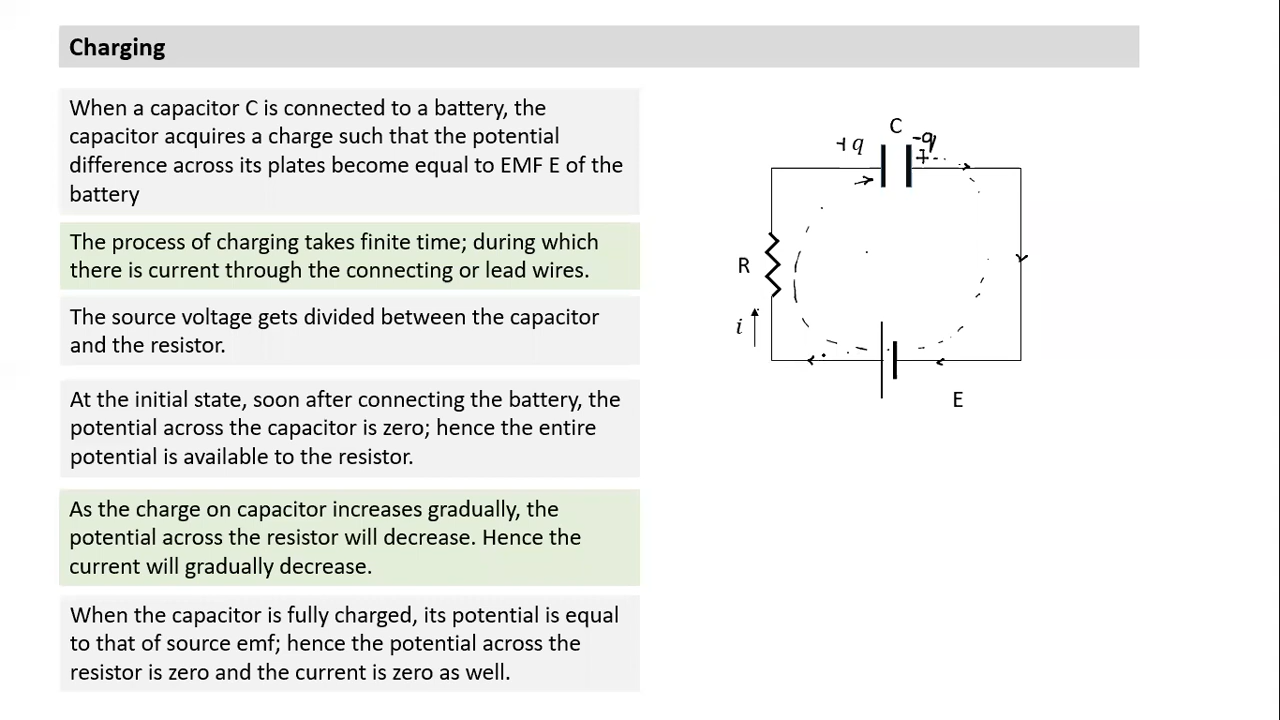 Charging
When a capacitor C is connected to a battery, the
capacitor acquires a charge such that the potential
difference across its plates become equal to EMF E of the
battery
The process of charging takes finite time; during which
there is current through the connecting or lead wires.
The source voltage gets divided between the capacitor
and the resistor.
At the initial state, soon after connecting the battery, the
potential across the capacitor is zero; hence the entire
potential is available to the resistor.
As the charge on capacitor increases gradually, the
potential across the resistor will decrease. Hence the
current will gradually decrease.
When the capacitor is fully charged, its potential is equal
to that of source emf; hence the potential across the
resistor is zero and the current is zero as well.
C
+q
-q
+
R
i
E